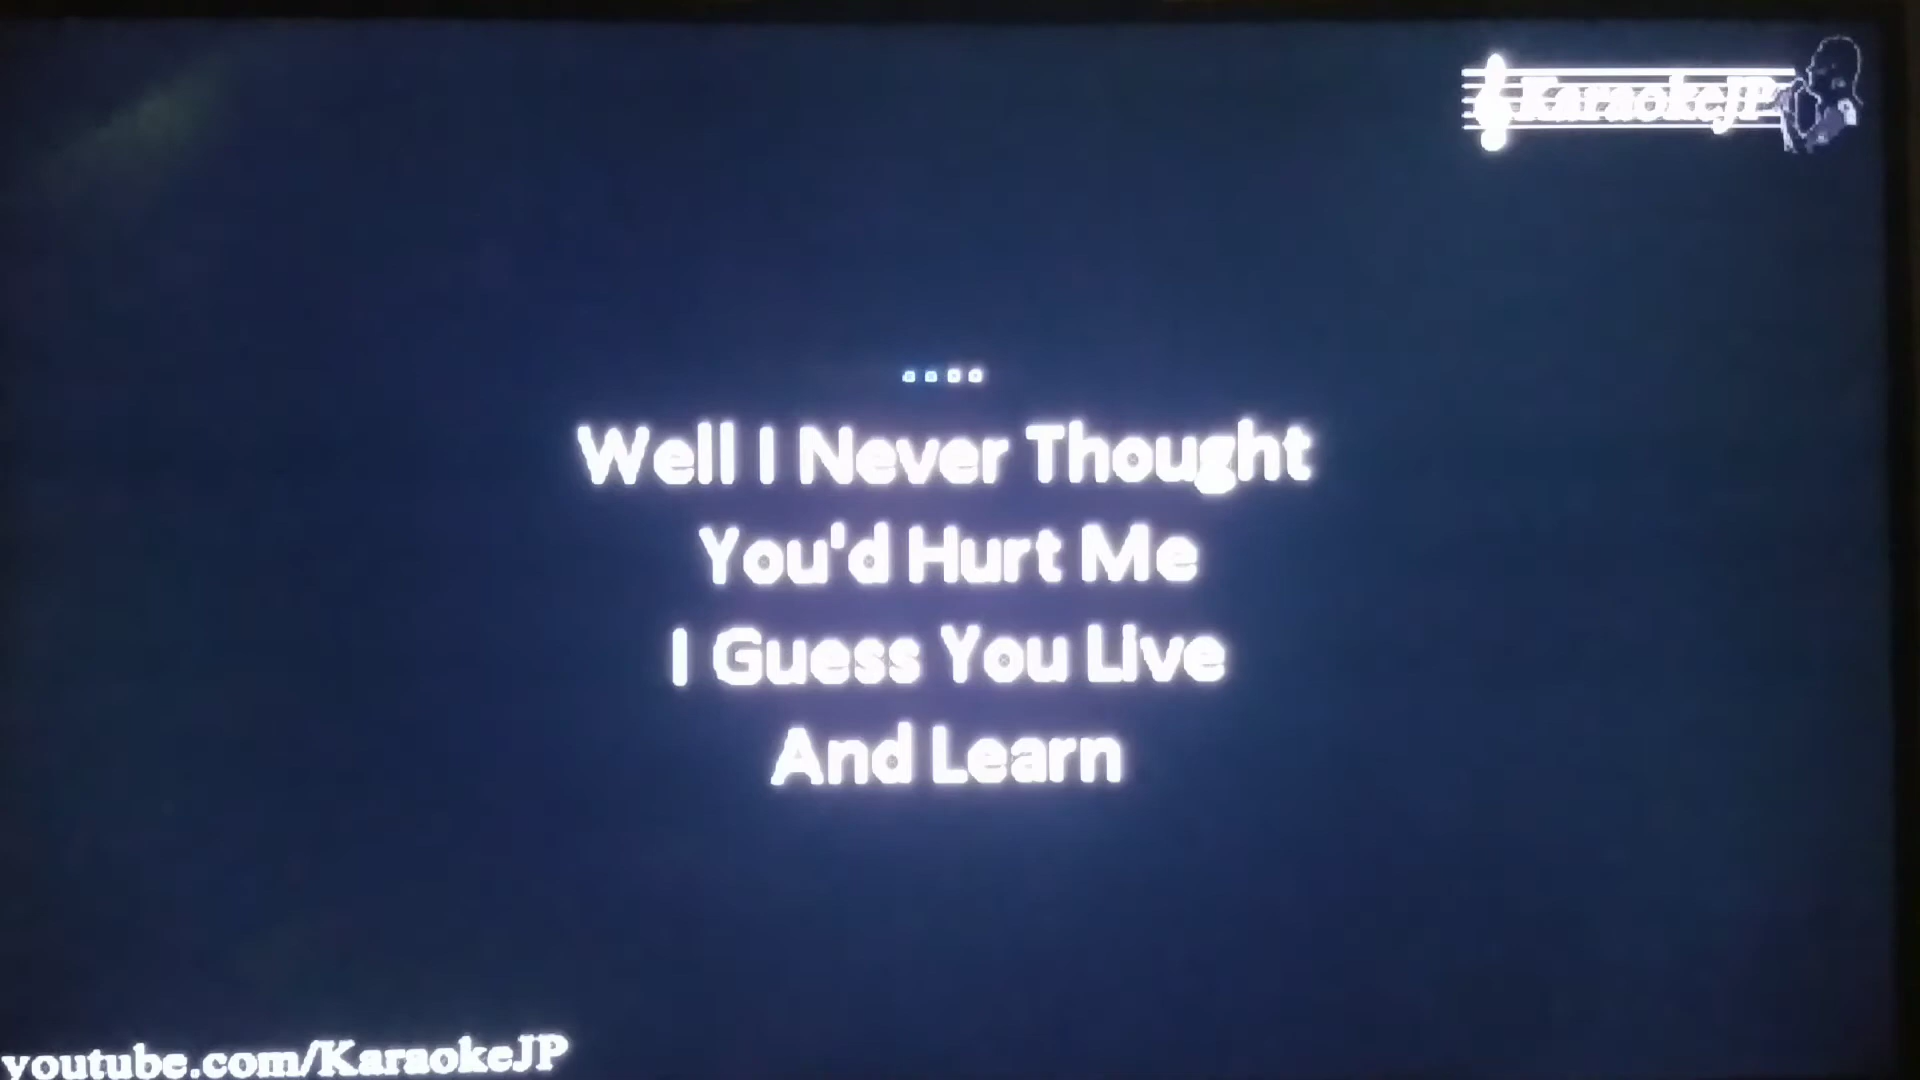 KaraokeJP
Well I Never Thought
You'd Hurt Me
I Guess You Live
And Learn
youtube.com/KaraokeJP